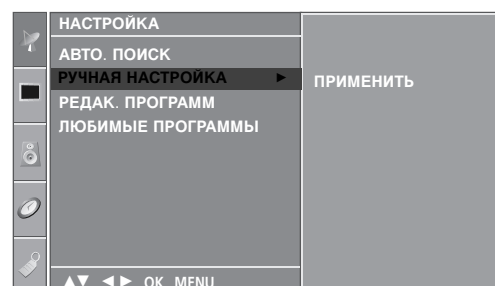 НАСТРОЙКА
АВТО. ПОИСК
РУЧНАЯ НАСТРОЙКА ►
ПРИМЕНИТЬ
РЕДАК. ПРОГРАММ
ЛЮБИМЫЕ ПРОГРАММЫ
▲▼ ◄► OK MENU